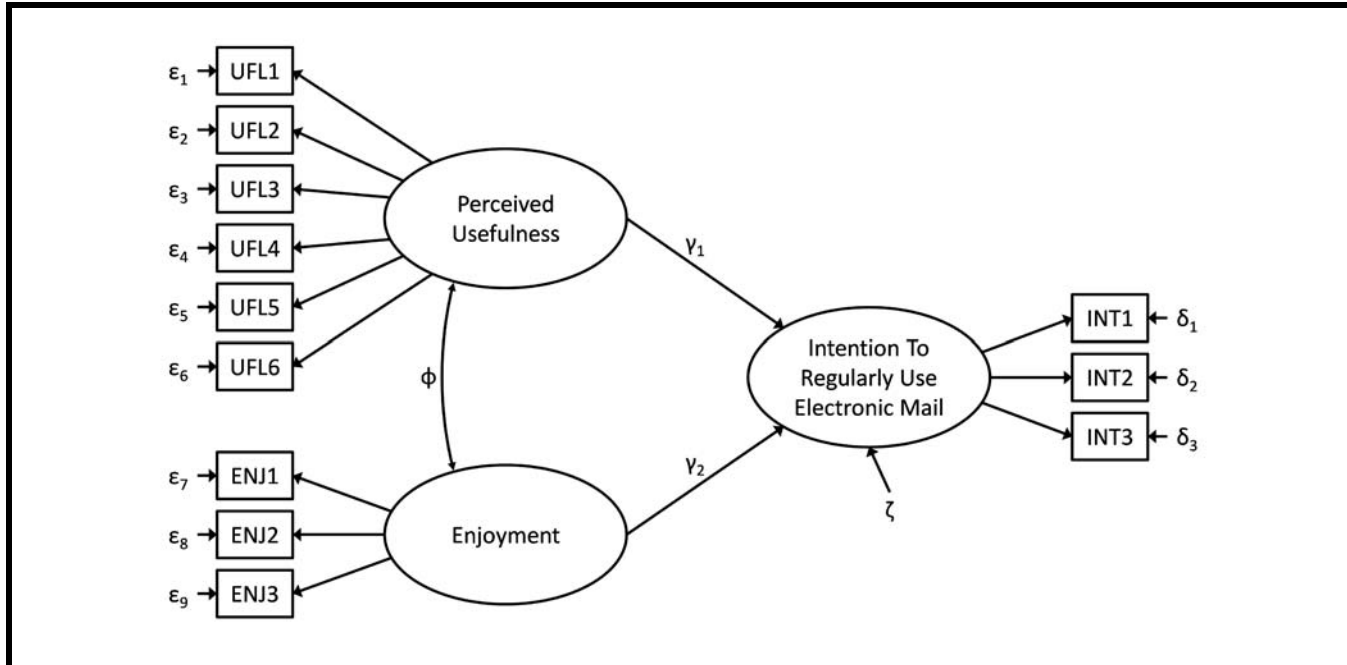 ε₁
UFL1
ε₂
UFL2
ε₃
UFL3
ε₄
UFL4
ε₅
UFL5
ε₆
UFL6
Perceived
Usefulness
γ₁
ϕ
Intention To
Regularly Use
Electronic Mail
INT1
δ₁
INT2
δ₂
INT3
δ₃
γ₂
ζ
ε₇
ENJ1
ε₈
ENJ2
ε₉
ENJ3
Enjoyment